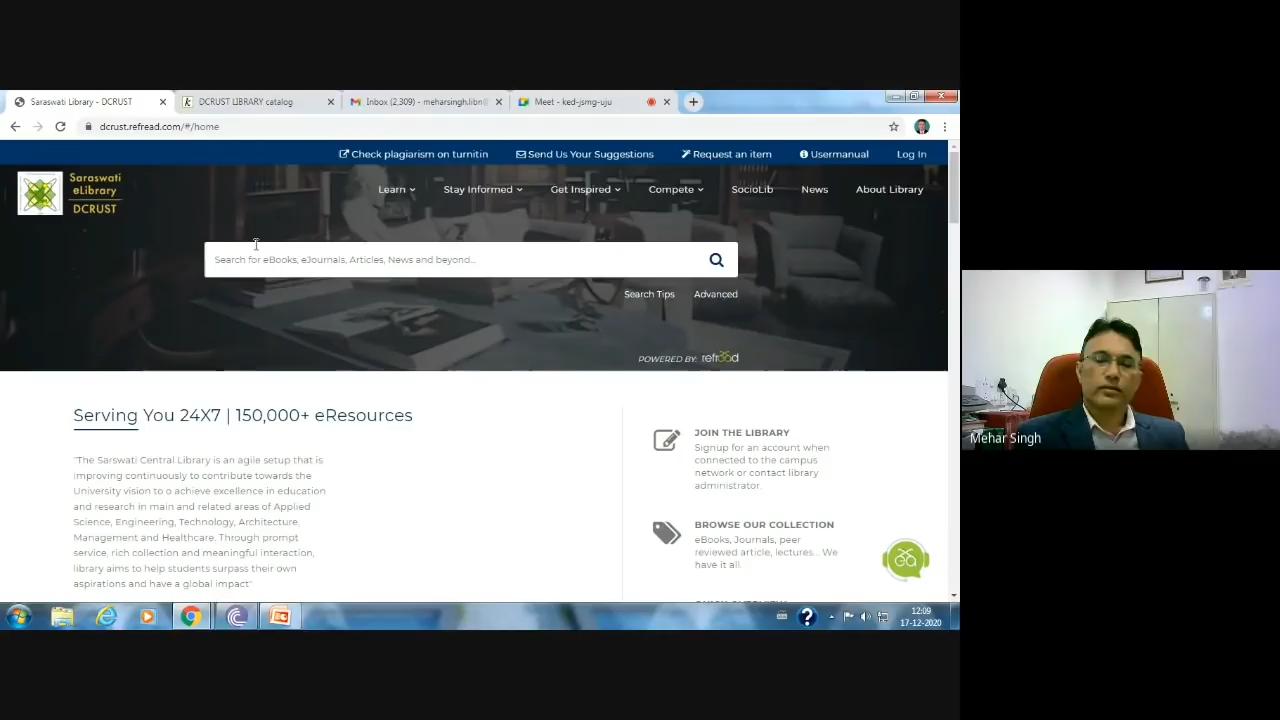 Saraswati Library - DCRUST
DCRUST LIBRARY catalog
Inbox (2,309) - meharsingh.libn@
Meet - ked-jsmg-uju
dcrust.refread.com/#/home
Check plagiarism on turnitin
Send Us Your Suggestions
Request an item
Usermanual
Log In
Saraswati
eLibrary
DCRUST
Learn
Stay Informed
Get Inspired
Compete
SocioLib
News
About Library
Search for eBooks, eJournals, Articles, News and beyond...
Search Tips
Advanced
POWERED BY: refread
Serving You 24X7 | 150,000+ eResources
"The Sarswati Central Library is an agile setup that is
improving continuously to contribute towards the
University vision to o achieve excellence in education
and research in main and related areas of Applied
Science, Engineering, Technology, Architecture,
Management and Healthcare. Through prompt
service, rich collection and meaningful interaction,
library aims to help students surpass their own
aspirations and have a global impact"
JOIN THE LIBRARY
Signup for an account when
connected to the campus
network or contact library
administrator.
BROWSE OUR COLLECTION
eBooks, Journals, peer
reviewed article, lectures... We
have it all.
12:09
17-12-2020
Mehar Singh